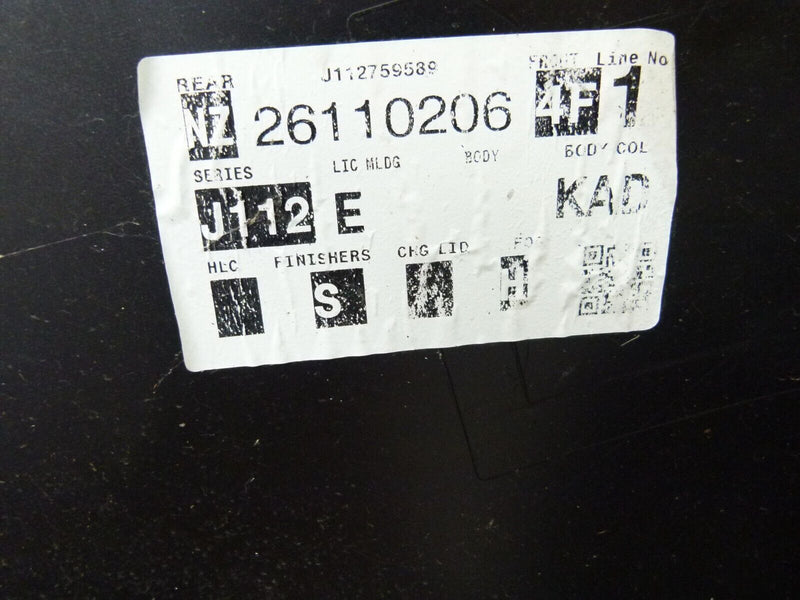 REAR J112759589 FRONT Line No
NZ 26110206 4F 1
SERIES LIC MLDG BODY BODY COL
J112 E KAD
HLC FINISHERS CHG LID
S